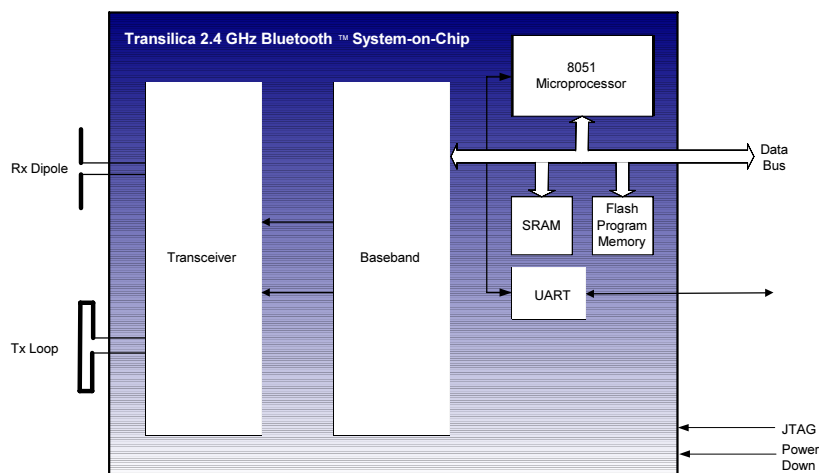 Transilica 2.4 GHz Bluetooth ™ System-on-Chip
8051
Microprocessor
Rx Dipole
Data
Bus
SRAM
Flash
Program
Memory
Transceiver
Baseband
UART
Tx Loop
JTAG
Power
Down